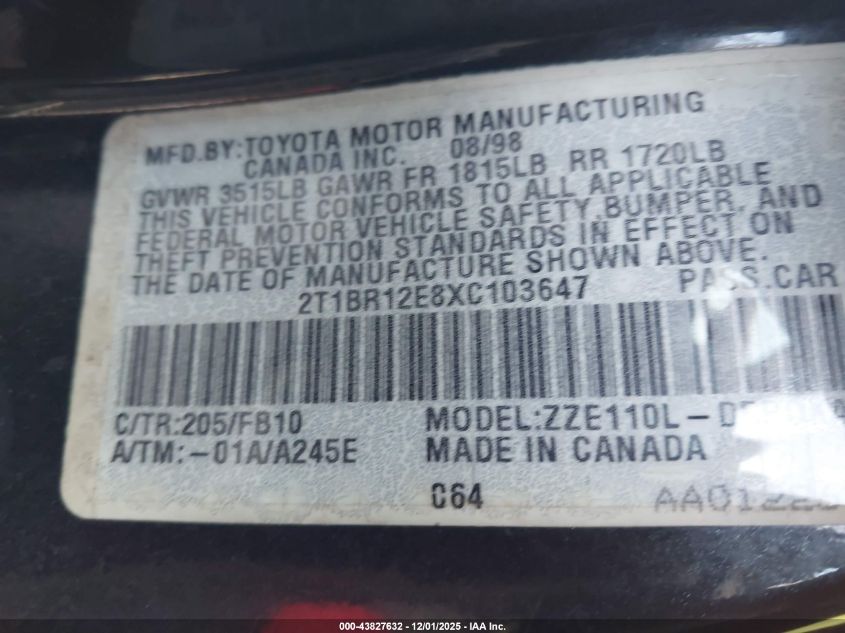 MFD.BY:TOYOTA MOTOR MANUFACTURING
CANADA INC. 08/98
GVWR 3515LB GAWR FR 1815LB RR 1720LB
THIS VEHICLE CONFORMS TO ALL APPLICABLE
FEDERAL MOTOR VEHICLE SAFETY,BUMPER, AND
THEFT PREVENTION STANDARDS IN EFFECT ON
THE DATE OF MANUFACTURE SHOWN ABOVE.
2T1BR12E8XC103647 PASS.CAR
C/TR:205/FB10 MODEL:ZZE110L-
A/TM:-01A/A245E MADE IN CANADA
C64
000-43827632 • 12/01/2025 - IAA Inc.